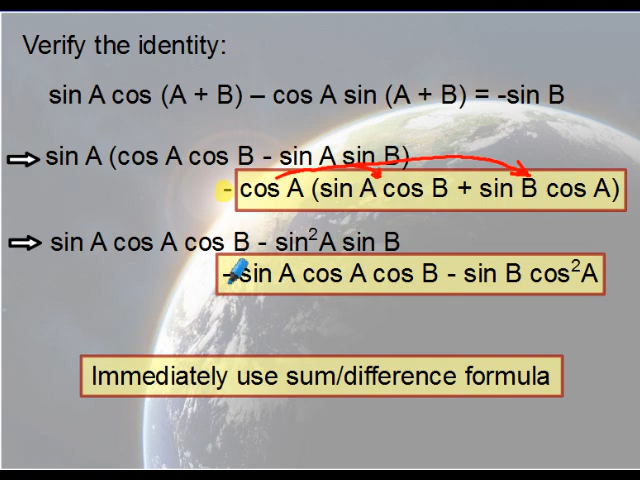 Verify the identity:
sin A cos (A + B) – cos A sin (A + B) = -sin B
sin A (cos A cos B - sin A sin B)
- cos A (sin A cos B + sin B cos A)
sin A cos A cos B - sin²A sin B
- sin A cos A cos B - sin B cos²A
Immediately use sum/difference formula